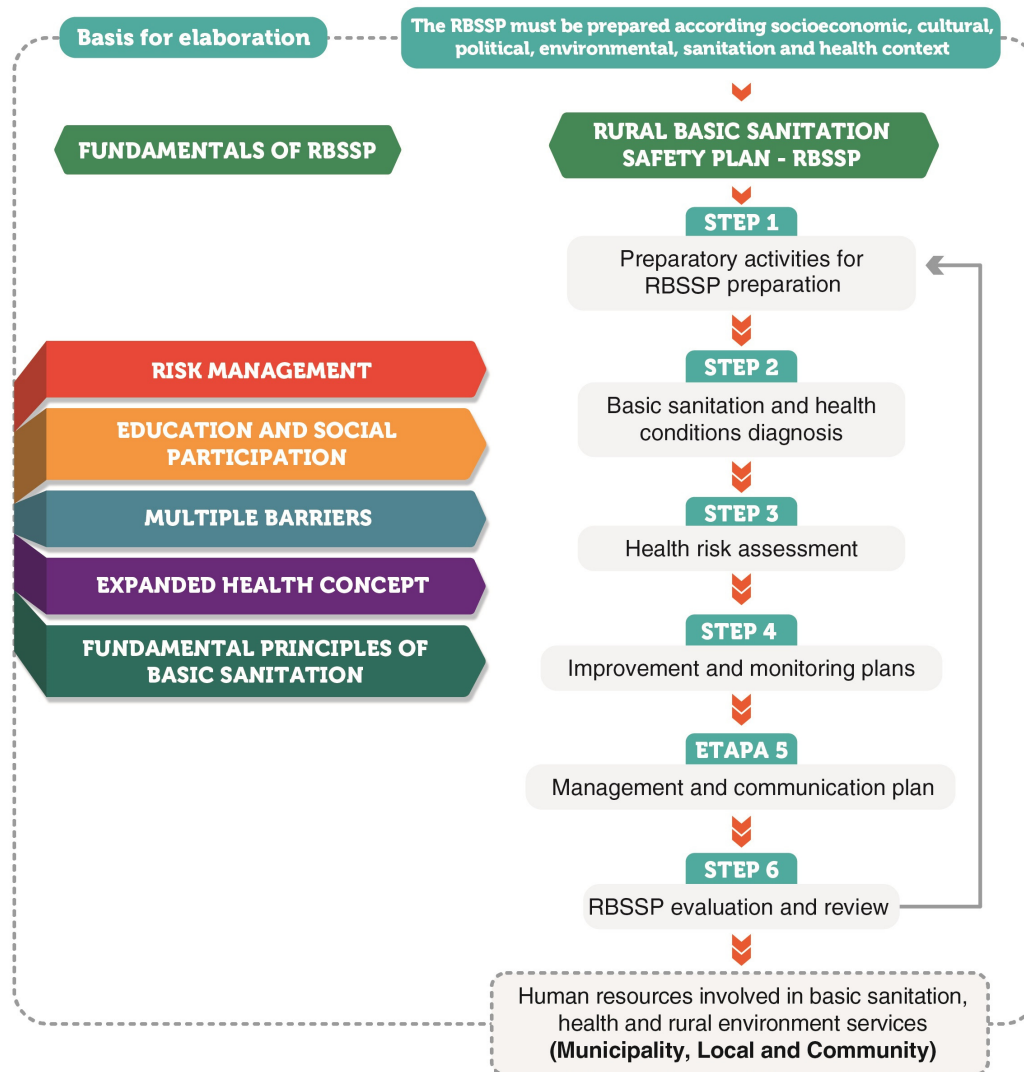 Basis for elaboration
The RBSSP must be prepared according socioeconomic, cultural,
political, environmental, sanitation and health context
FUNDAMENTALS OF RBSSP
RISK MANAGEMENT
EDUCATION AND SOCIAL
PARTICIPATION
MULTIPLE BARRIERS
EXPANDED HEALTH CONCEPT
FUNDAMENTAL PRINCIPLES OF
BASIC SANITATION
RURAL BASIC SANITATION
SAFETY PLAN - RBSSP
STEP 1
Preparatory activities for
RBSSP preparation
STEP 2
Basic sanitation and health
conditions diagnosis
STEP 3
Health risk assessment
STEP 4
Improvement and monitoring plans
ETAPA 5
Management and communication plan
STEP 6
RBSSP evaluation and review
Human resources involved in basic sanitation,
health and rural environment services
(Municipality, Local and Community)